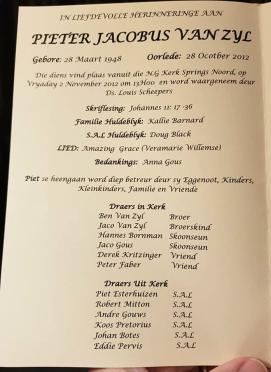 IN LIEFDEVOLLE HERINNERINGE AAN
PIETER JACOBUS VAN ZYL
Gebore: 28 Maart 1948 Oorlede: 28 Ocotber 2012
Die diens vind plaas vanuit die N.G Kerk Springs Noord, op
Vryaday 2 November 2012 om 13H00 en word waargeneem deur
Ds. Louis Scheepers
Skriflesing: Johannes 11: 17 -36
Familie Huldeblyk: Kallie Barnard
S.A.L Huldeblyk: Doug Black
LIED: Amazing Grace (Veramarie Willemse)
Bedankings: Anna Gous
Piet se heengaan word diep betreur deur sy Eggenoot, Kinders,
Kleinkinders, Familie en Vriende
Draers in Kerk
Ben Van Zyl Broer
Jaco Van Zyl Broerskind
Hannes Bornman Skoonseun
Jaco Gous Skoonseun
Derek Kritzinger Vriend
Peter Faber Vriend
Draers Uit Kerk
Piet Esterhuizen S.A.L
Robert Mitton S.A.L
Andre Gouws S.A.L
Koos Pretorius S.A.L
Johan Botes S.A.L
Eddie Pervis S.A.L